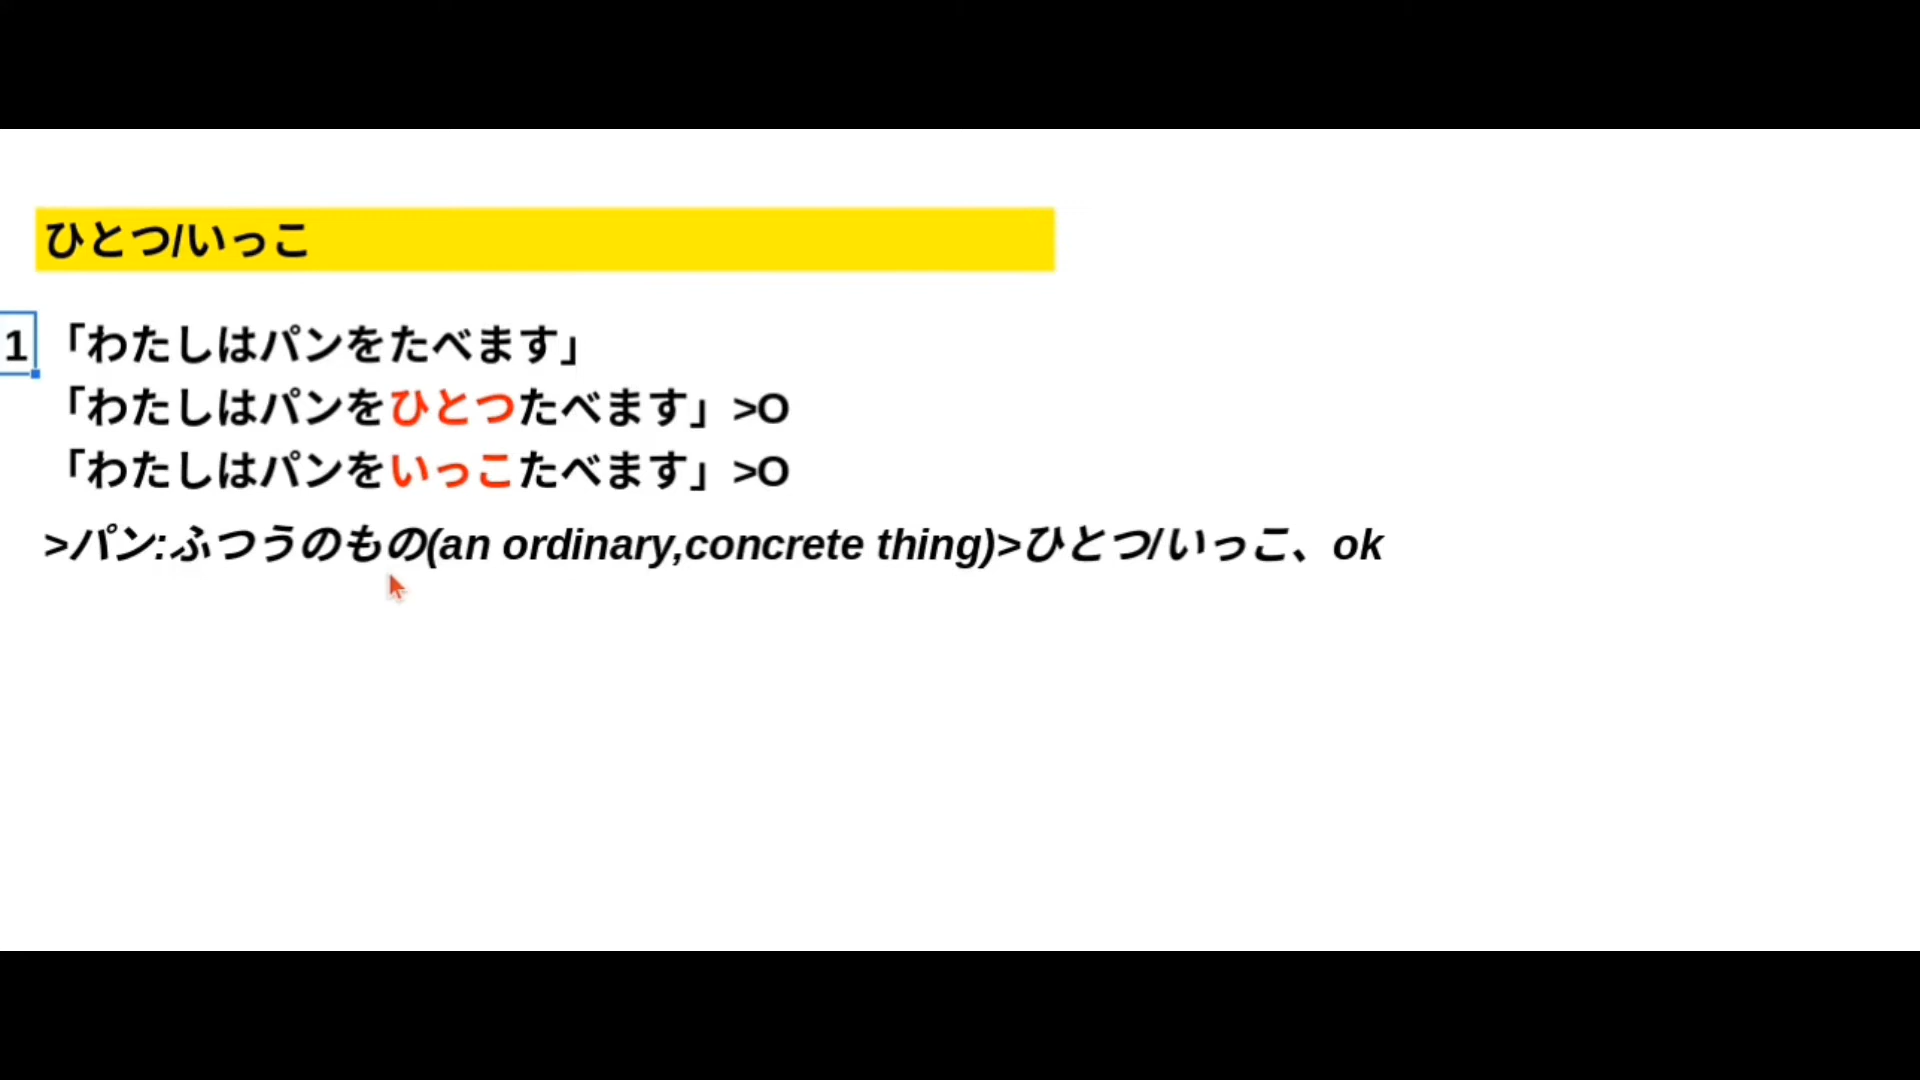 ひとつ/いっこ
1 「わたしはパンをたべます」
「わたしはパンをひとつたべます」>O
「わたしはパンをいっこたべます」>O
>パン:ふつうのもの(an ordinary,concrete thing)>ひとつ/いっこ、ok